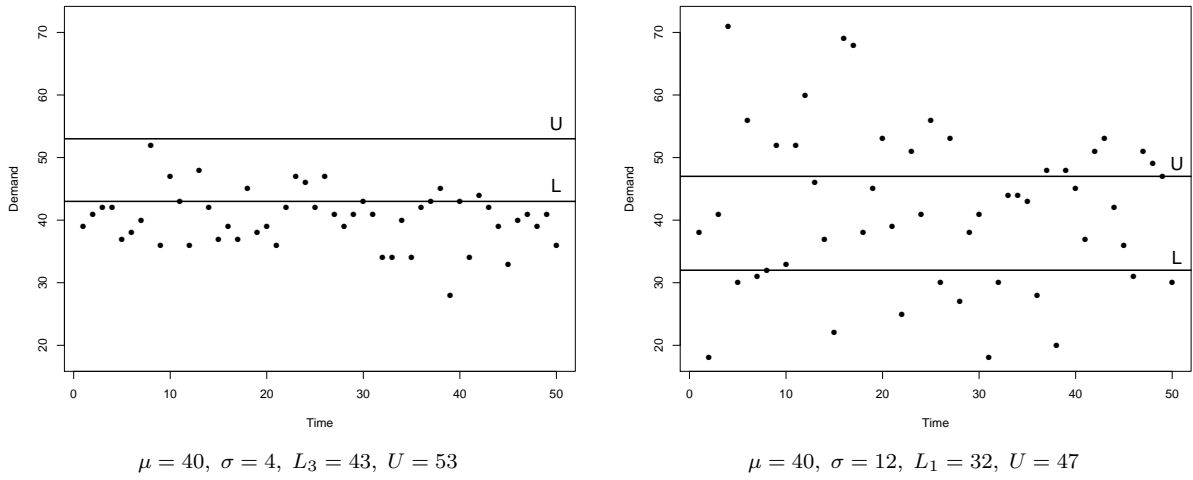 70
60
50
40
30
20
Demand
U
L
0 10 20 30 40 50
Time
μ = 40, σ = 4, L₃ = 43, U = 53
70
60
50
40
30
20
Demand
U
L
0 10 20 30 40 50
Time
μ = 40, σ = 12, L₁ = 32, U = 47